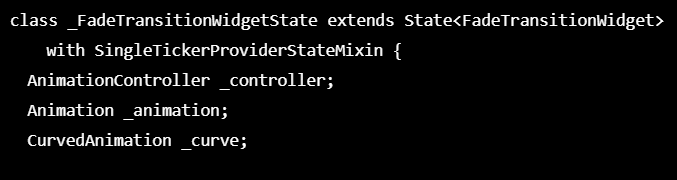 class _FadeTransitionWidgetState extends State<FadeTransitionWidget>
with SingleTickerProviderStateMixin {
AnimationController _controller;
Animation _animation;
CurvedAnimation _curve;